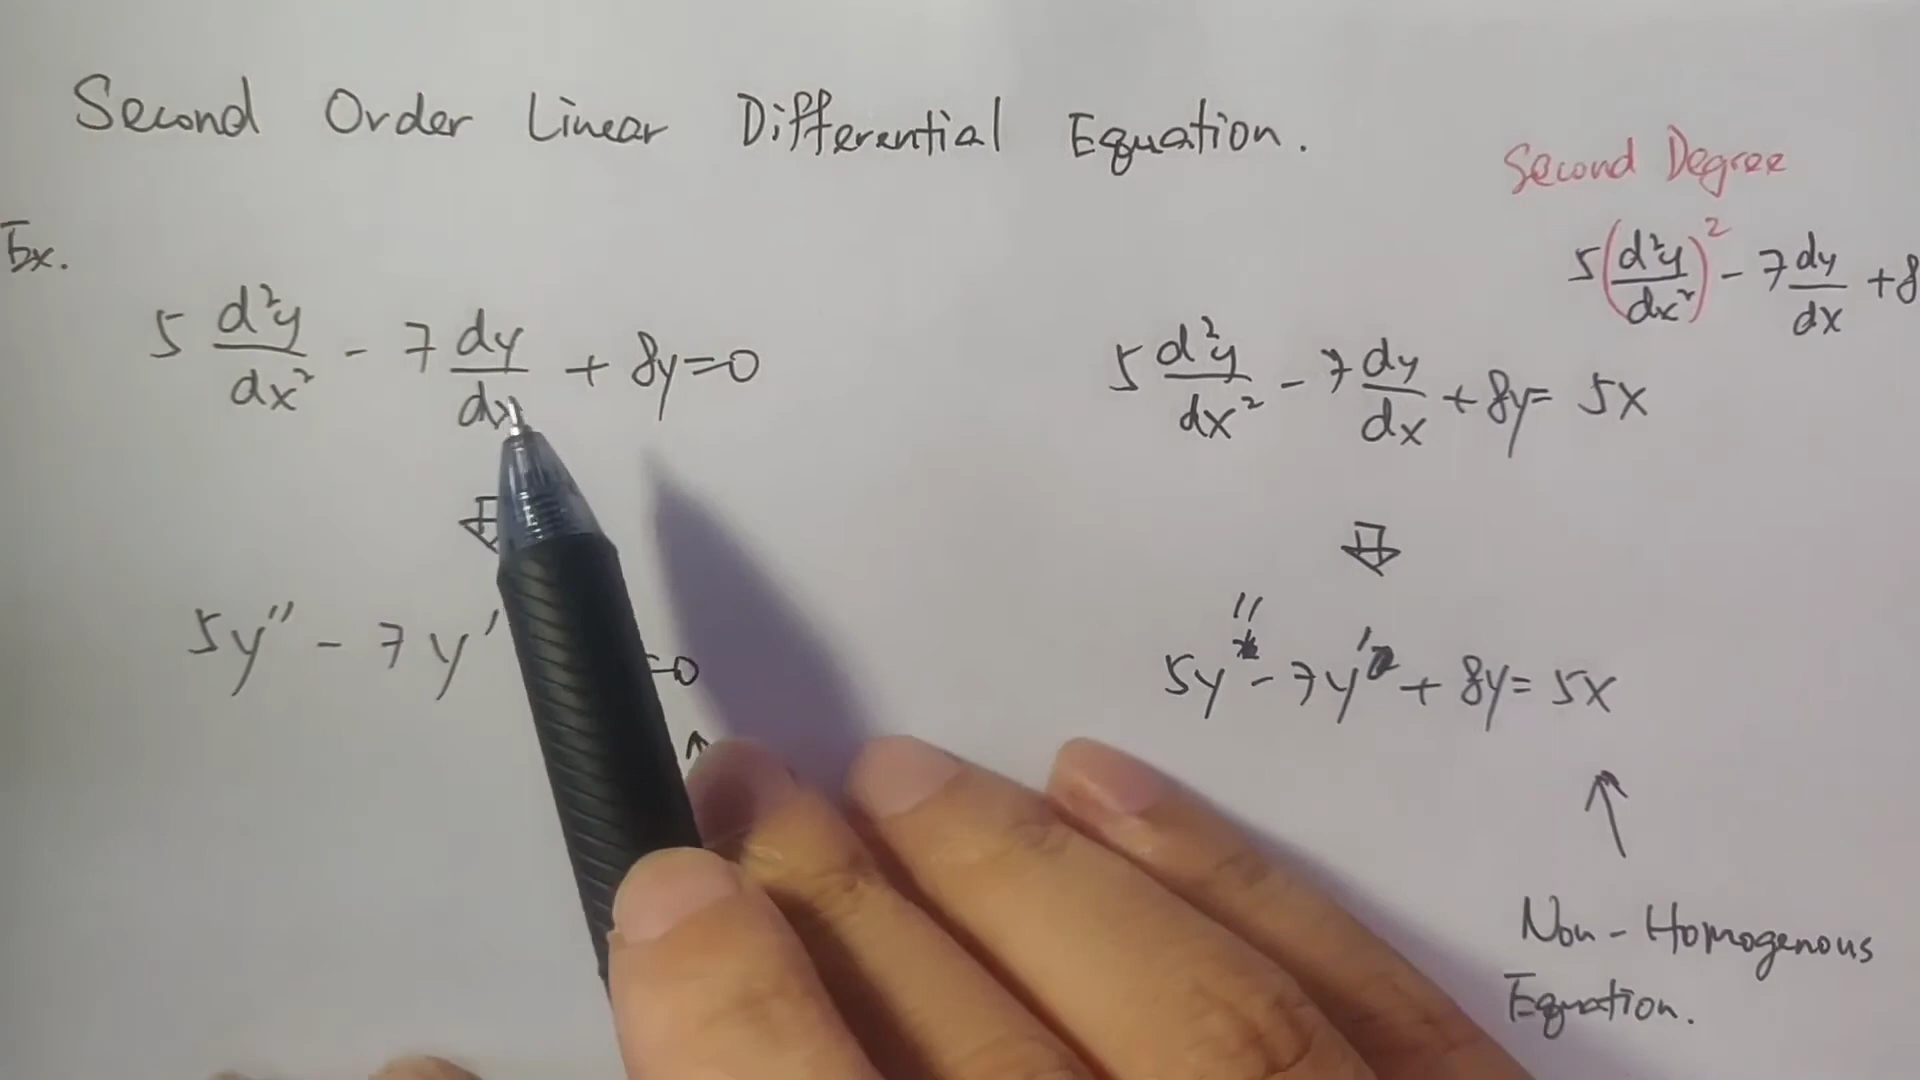 Second Order Linear Differential Equation.
Second Degree
Ex.
5(d²y/dx²)² - 7 dy/dx + 8
5 d²y/dx² - 7 dy/dx + 8y=0
5 d²y/dx² - 7 dy/dx + 8y= 5x
5y" - 7y' =0
5y" - 7y' + 8y= 5x
Non-Homogenous
Equation.